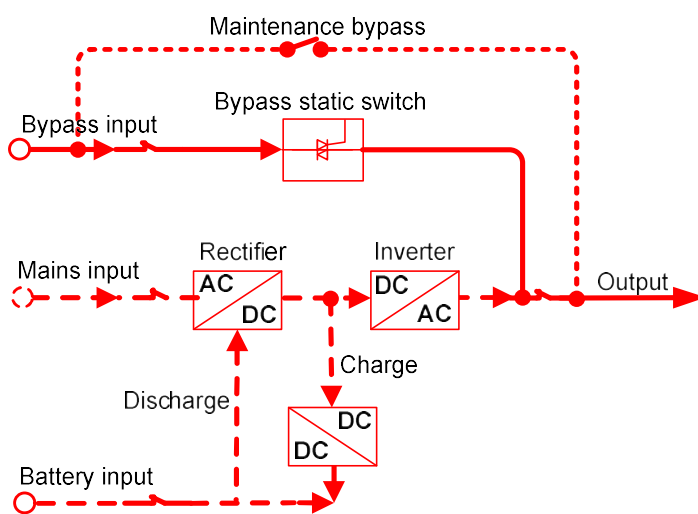 Maintenance bypass
Bypass static switch
Bypass input
Rectifier
Inverter
Mains input
AC
DC
DC
AC
Output
Charge
Discharge
DC
DC
Battery input